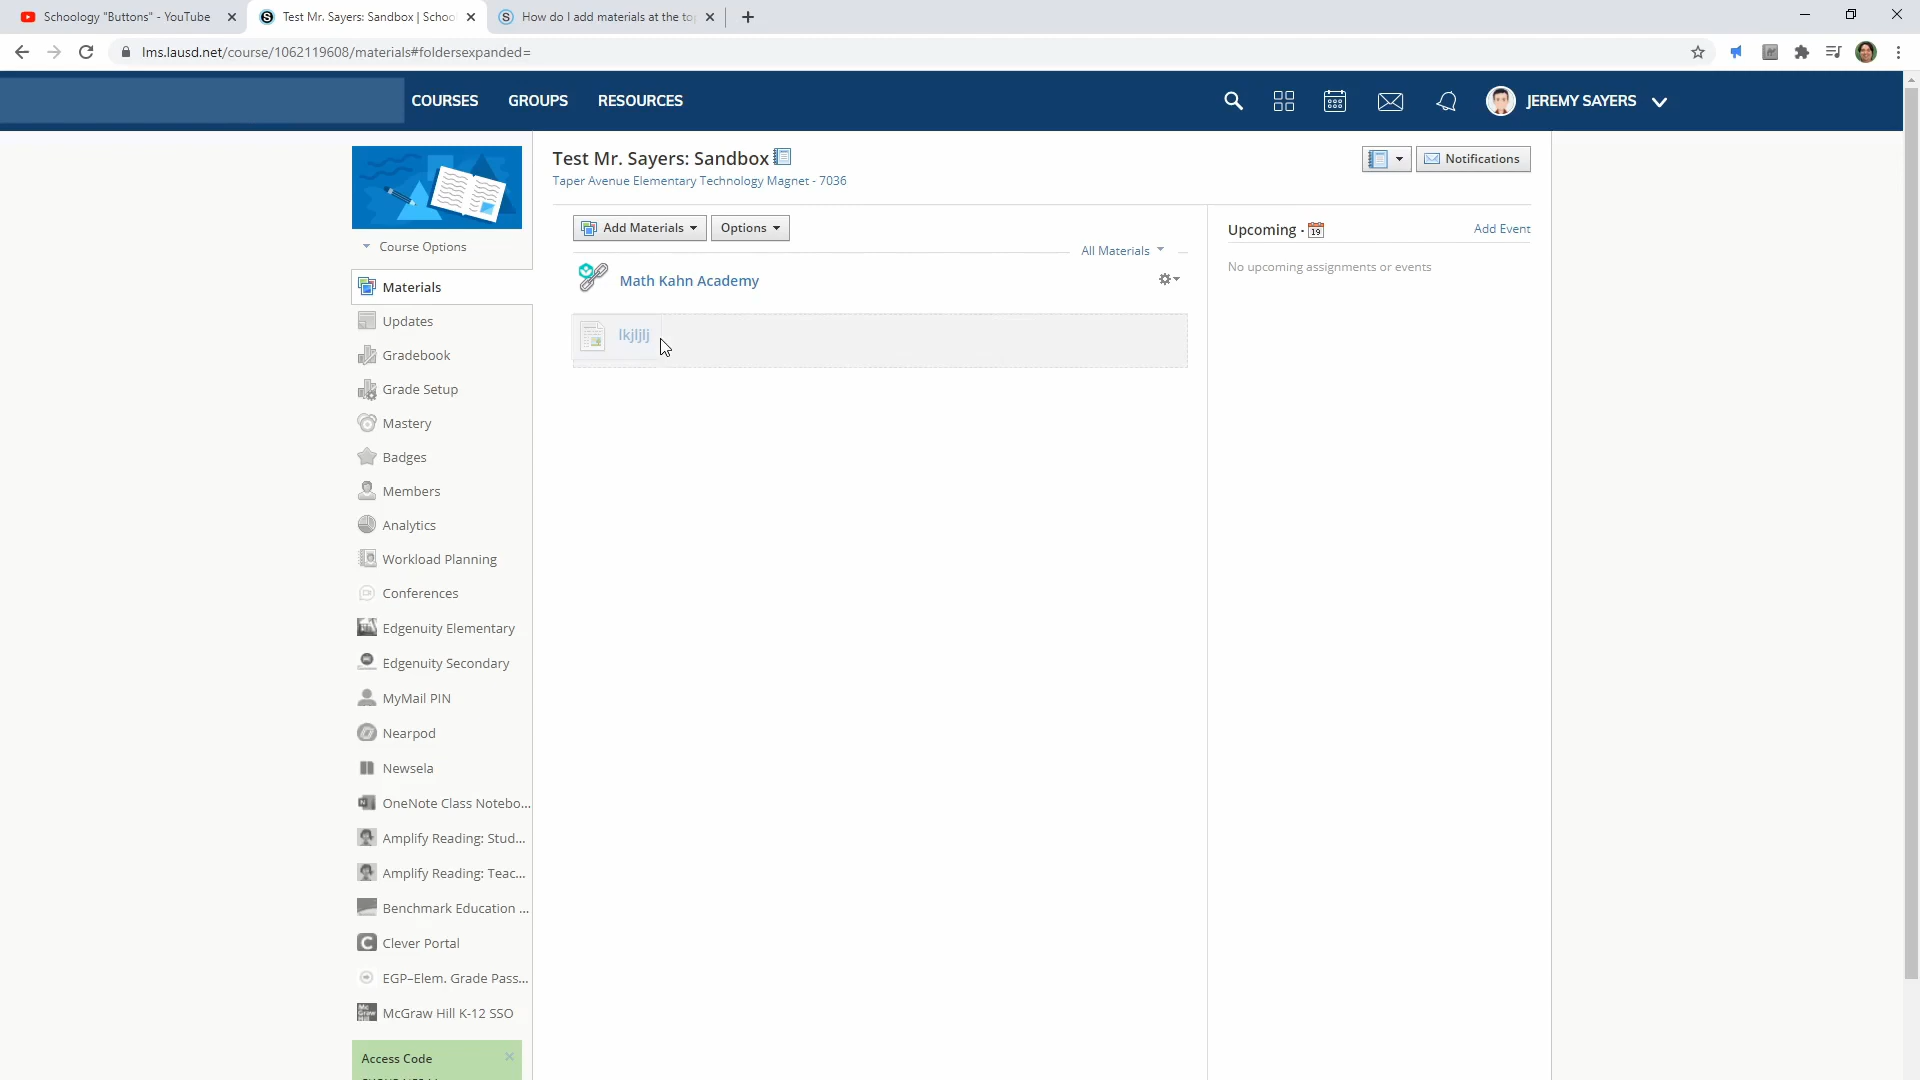 Schoology "Buttons" - YouTube
Test Mr. Sayers: Sandbox | Schoo
How do I add materials at the to
lms.lausd.net/course/1062119608/materials#foldersexpanded=
COURSES
GROUPS
RESOURCES
JEREMY SAYERS
Test Mr. Sayers: Sandbox
Taper Avenue Elementary Technology Magnet - 7036
Notifications
Course Options
Materials
Updates
Gradebook
Grade Setup
Mastery
Badges
Members
Analytics
Workload Planning
Conferences
Edgenuity Elementary
Edgenuity Secondary
MyMail PIN
Nearpod
Newsela
OneNote Class Notebo...
Amplify Reading: Stud...
Amplify Reading: Teac...
Benchmark Education ...
Clever Portal
EGP–Elem. Grade Pass...
McGraw Hill K-12 SSO
Access Code
Add Materials
Options
All Materials
Math Kahn Academy
lkjljlj
Upcoming · 19
Add Event
No upcoming assignments or events